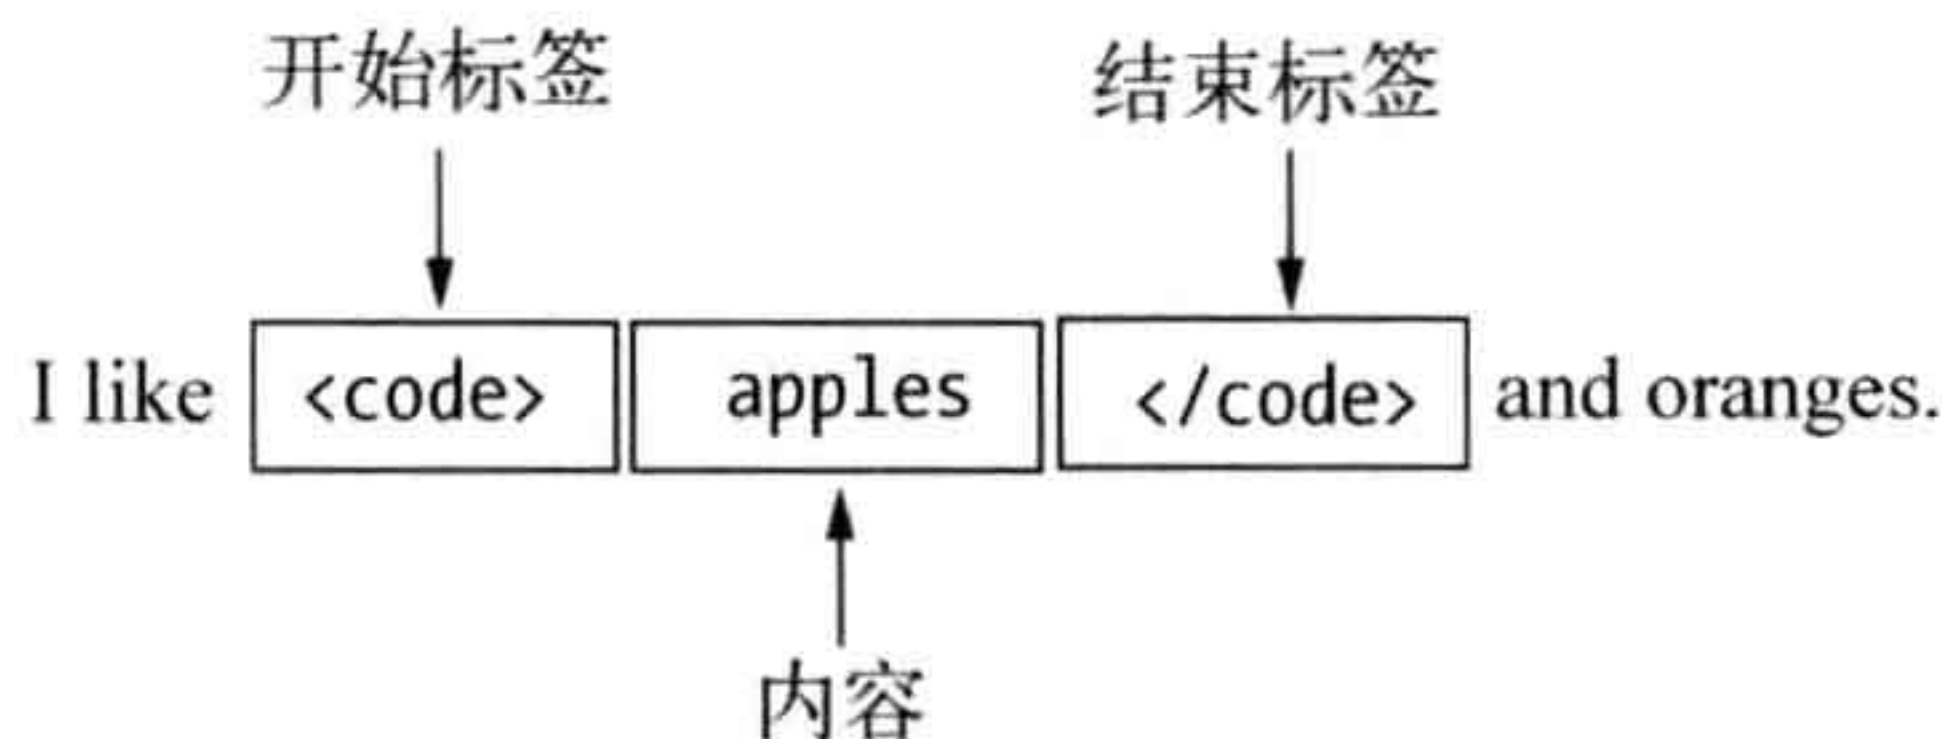 开始标签 结束标签
I like <code> apples </code> and oranges.
内容